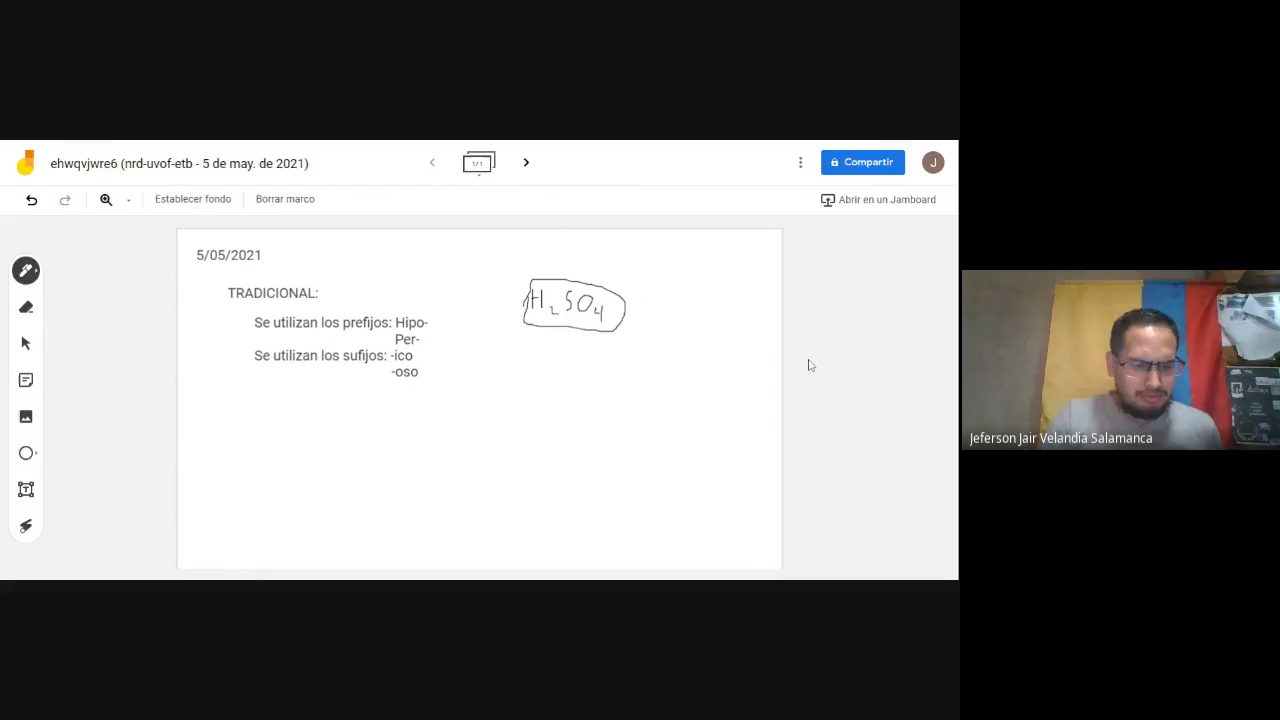 ehwqvjwre6 (nrd-uvof-etb - 5 de may. de 2021)
1/1
Compartir
J
Establecer fondo
Borrar marco
Abrir en un Jamboard
5/05/2021
TRADICIONAL:
Se utilizan los prefijos: Hipo-
Per-
Se utilizan los sufijos: -ico
-oso
H2SO4
Jeferson Jair Velandia Salamanca